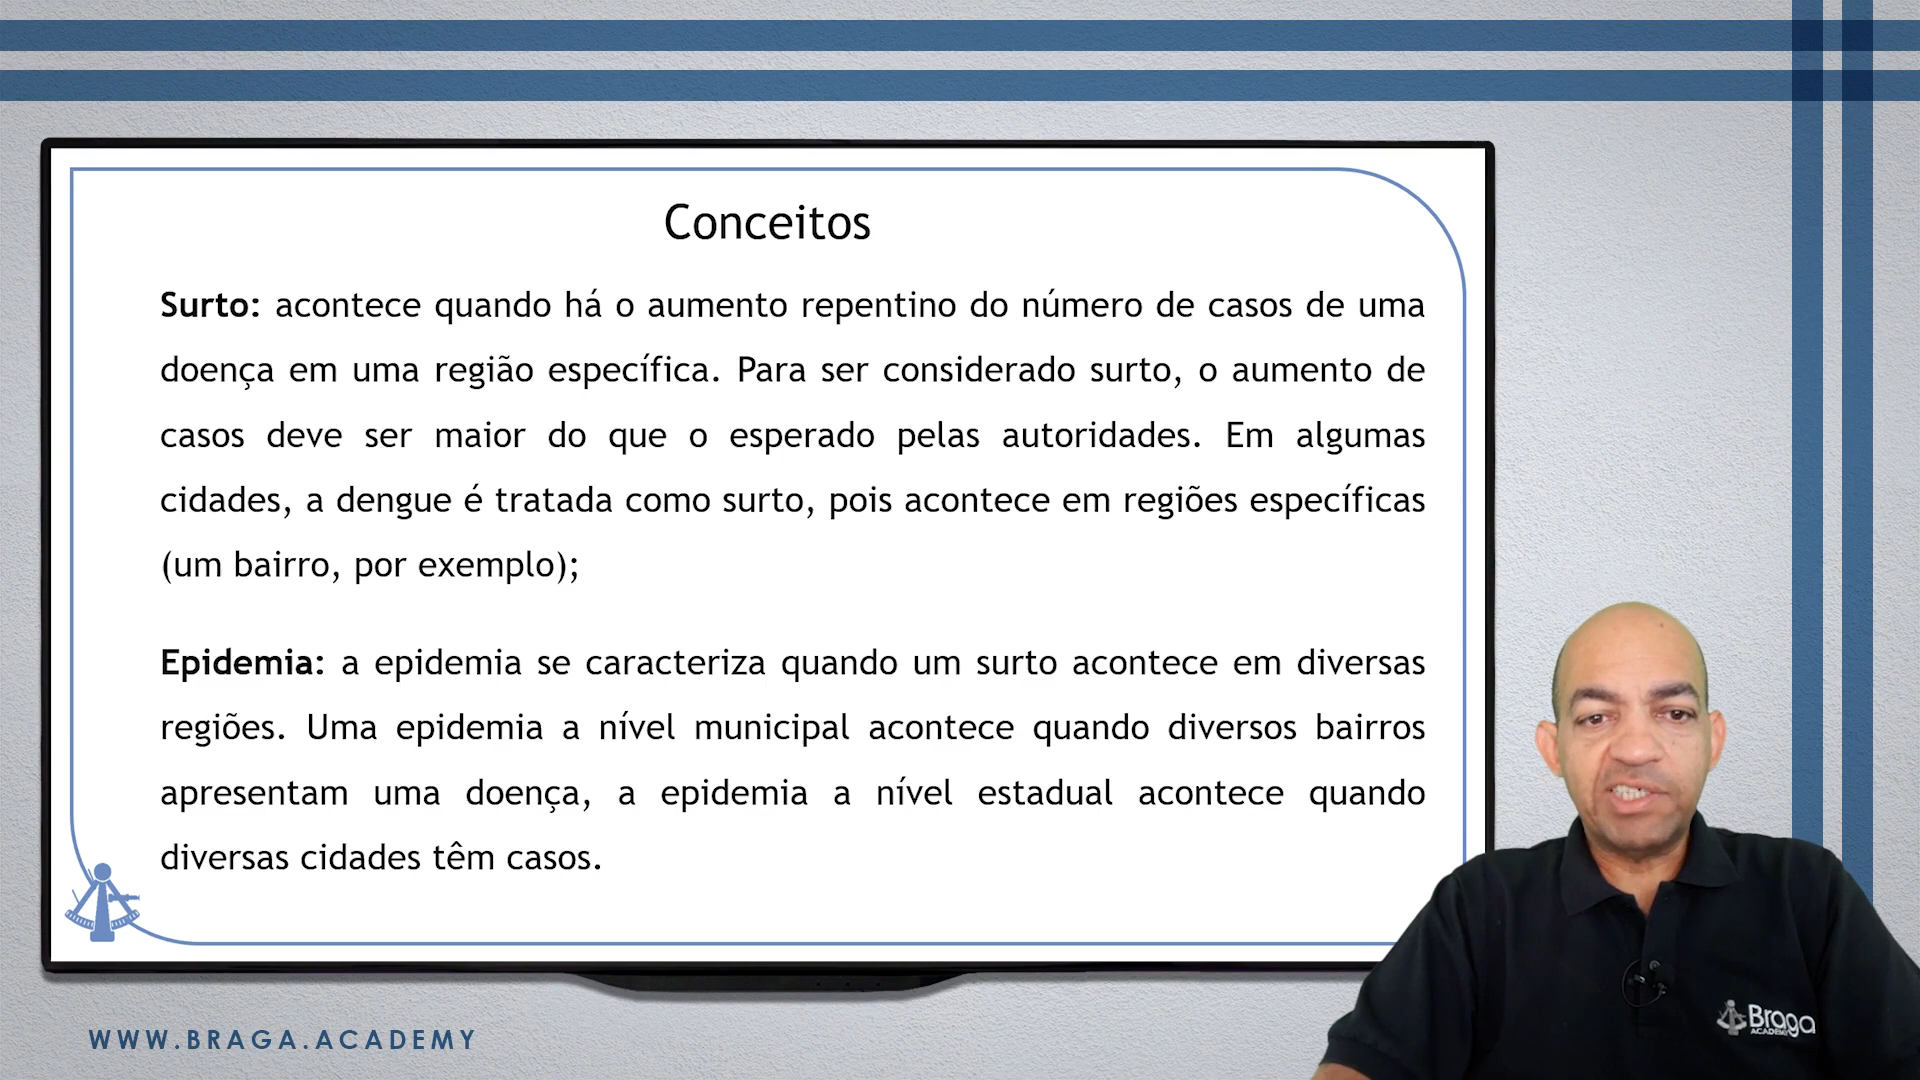 Conceitos
Surto: acontece quando há o aumento repentino do número de casos de uma
doença em uma região específica. Para ser considerado surto, o aumento de
casos deve ser maior do que o esperado pelas autoridades. Em algumas
cidades, a dengue é tratada como surto, pois acontece em regiões específicas
(um bairro, por exemplo);
Epidemia: a epidemia se caracteriza quando um surto acontece em diversas
regiões. Uma epidemia a nível municipal acontece quando diversos bairros
apresentam uma doença, a epidemia a nível estadual acontece quando
diversas cidades têm casos.
Braga
ACADEMY
WWW.BRAGA.ACADEMY